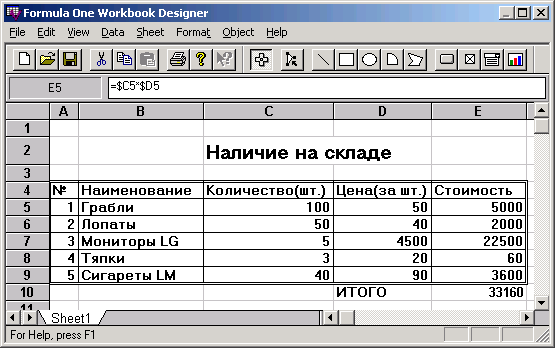 Formula One Workbook Designer
File Edit View Data Sheet Format Object Help
E5 =$C5*$D5
A B C D E
1
2 Наличие на складе
3
4 № Наименование Количество(шт.) Цена(за шт.) Стоимость
5 1 Грабли 100 50 5000
6 2 Лопаты 50 40 2000
7 3 Мониторы LG 5 4500 22500
8 4 Тяпки 3 20 60
9 5 Сигареты LM 40 90 3600
10 ИТОГО 33160
11
Sheet1
For Help, press F1